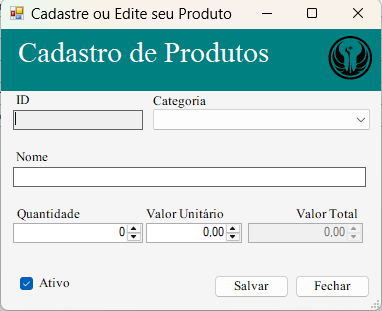 Cadastre ou Edite seu Produto
Cadastro de Produtos
ID
Categoria
Nome
Quantidade
Valor Unitário
Valor Total
0
0,00
0,00
Ativo
Salvar
Fechar